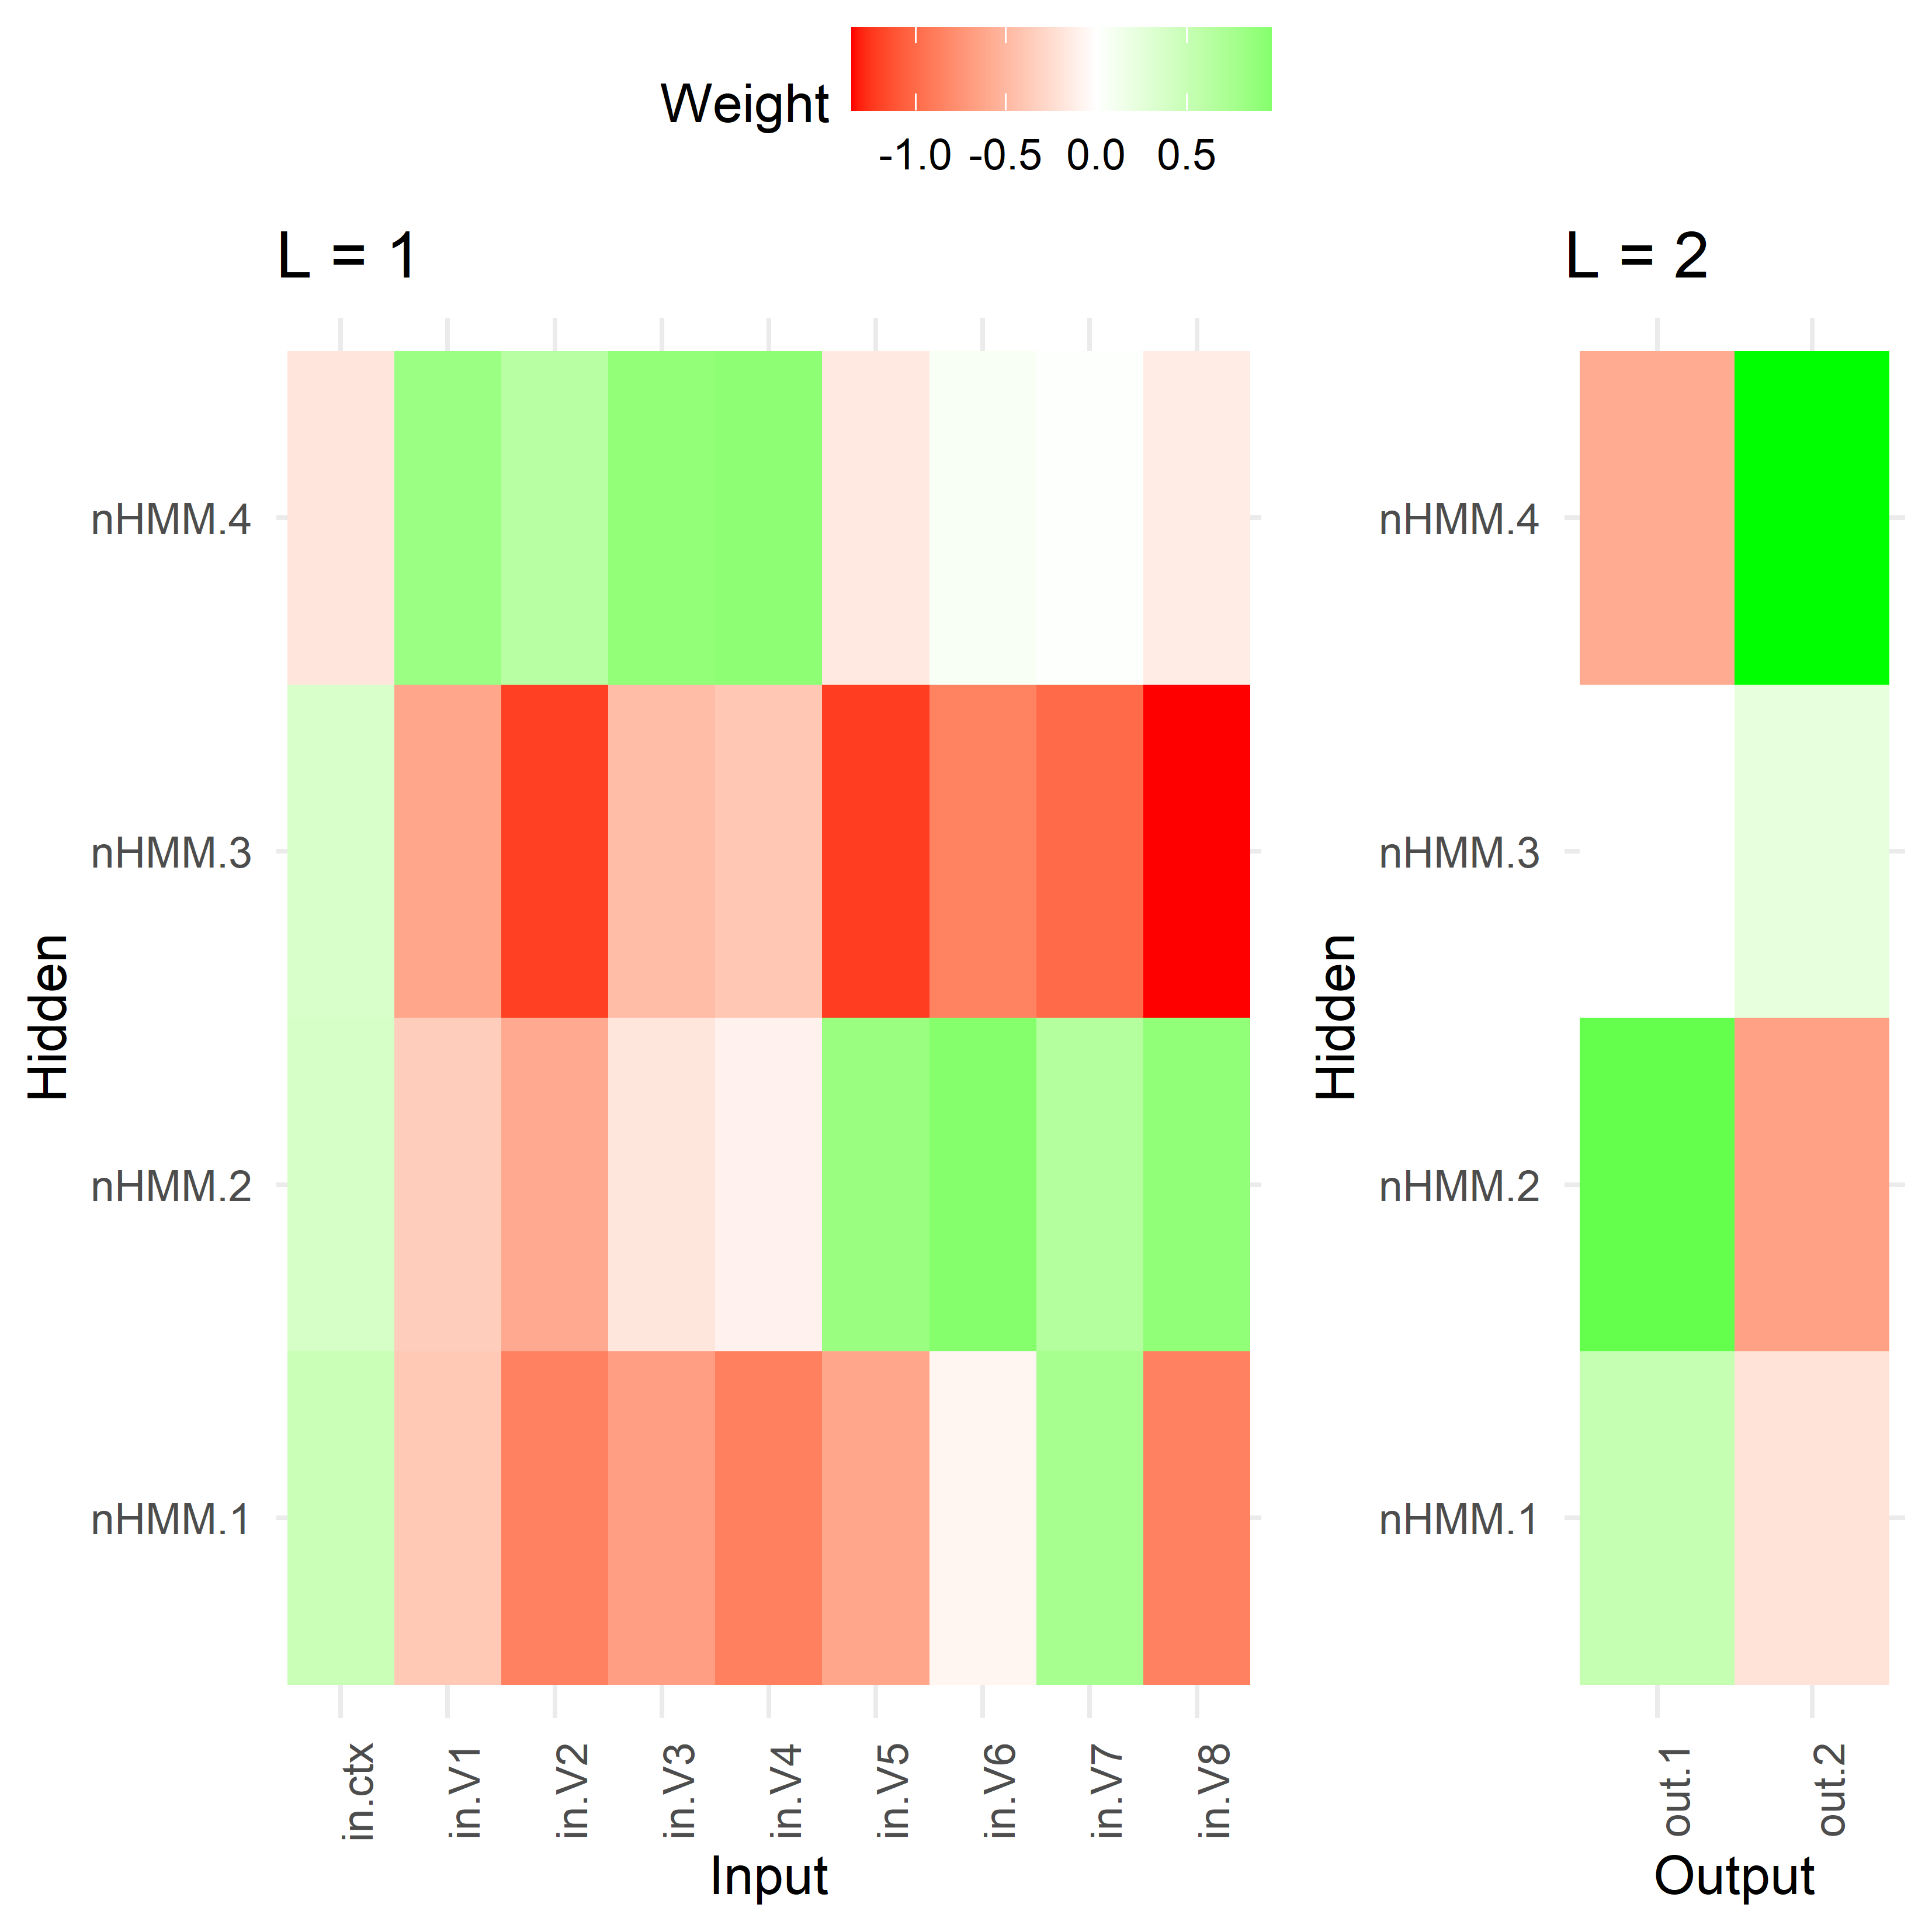 Weight
-1.0 -0.5 0.0 0.5
L = 1
L = 2
Hidden
nHMM.4
nHMM.3
nHMM.2
nHMM.1
in.ctx in.V1 in.V2 in.V3 in.V4 in.V5 in.V6 in.V7 in.V8
Input
Hidden
nHMM.4
nHMM.3
nHMM.2
nHMM.1
out.1 out.2
Output